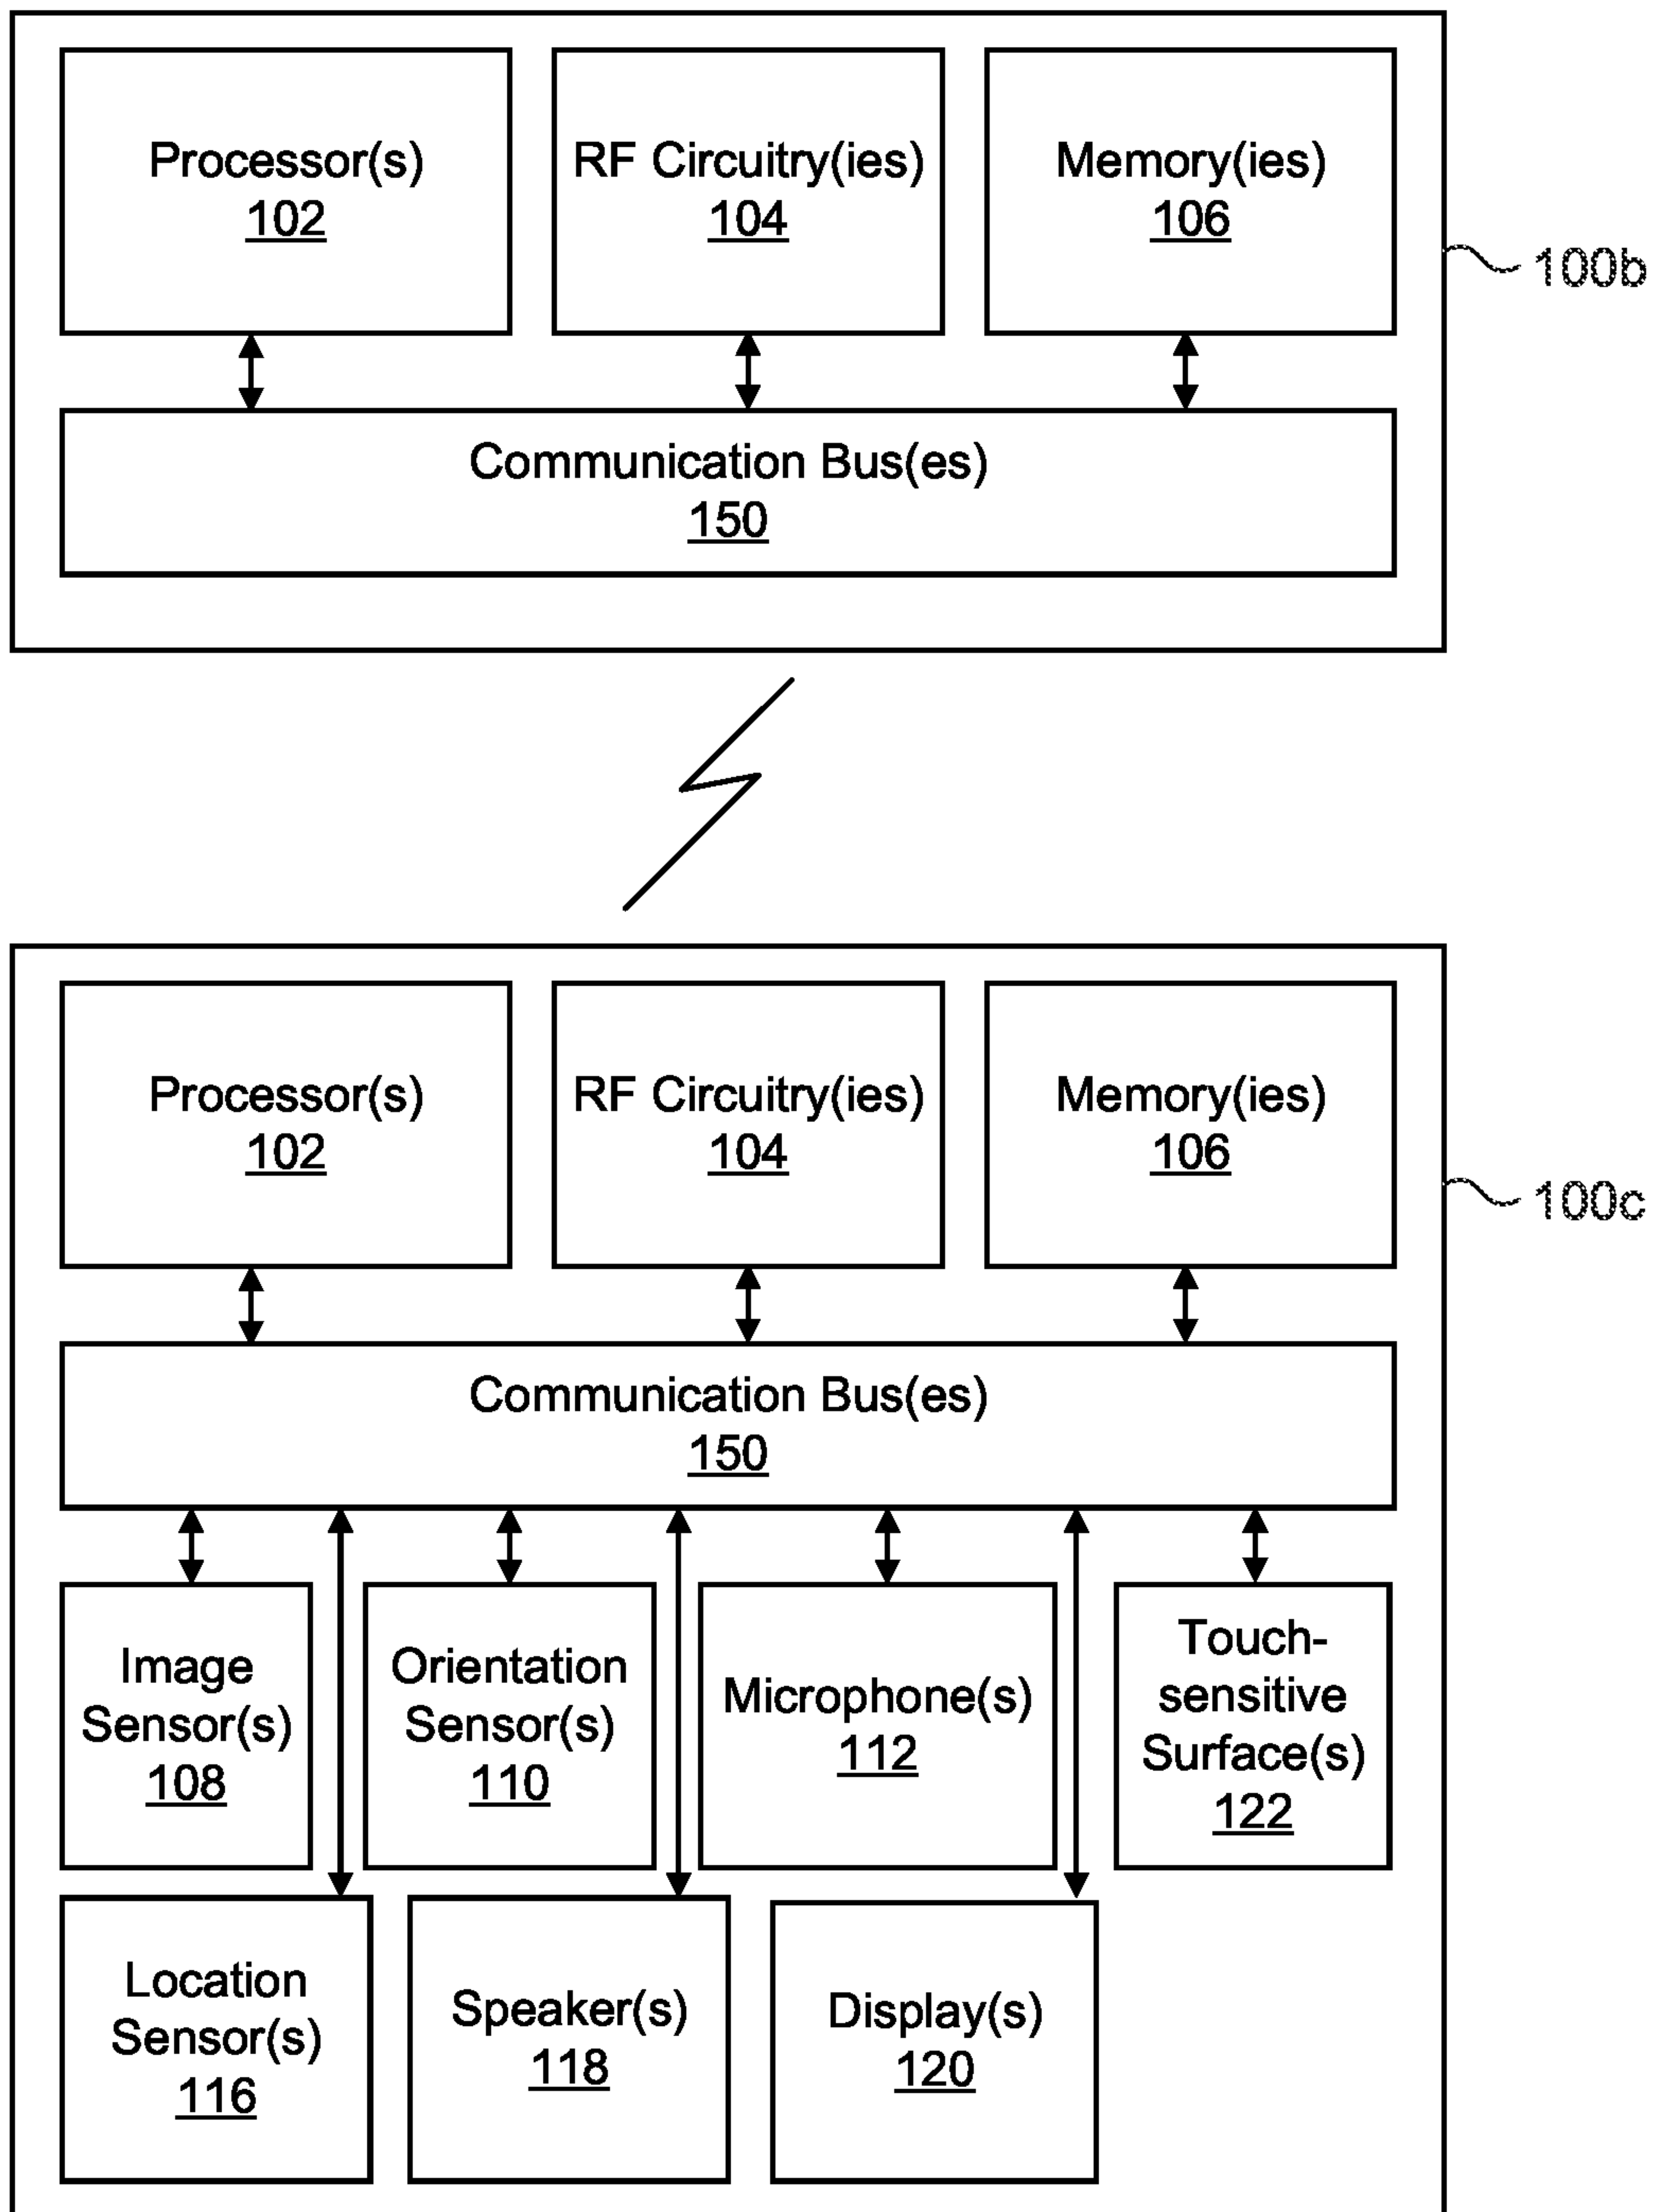 Processor(s)
102
RF Circuitry(ies)
104
Memory(ies)
106
100b
Communication Bus(es)
150
Processor(s)
102
RF Circuitry(ies)
104
Memory(ies)
106
100c
Communication Bus(es)
150
Image
Sensor(s)
108
Orientation
Sensor(s)
110
Microphone(s)
112
Touch-
sensitive
Surface(s)
122
Location
Sensor(s)
116
Speaker(s)
118
Display(s)
120